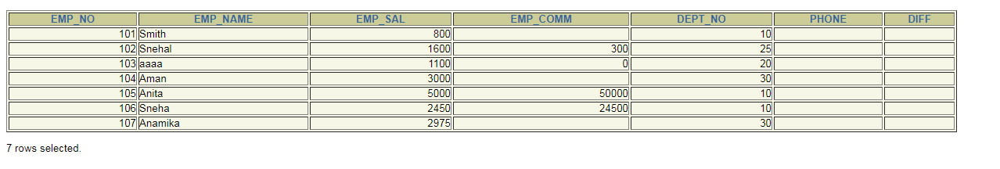 EMP_NO EMP_NAME EMP_SAL EMP_COMM DEPT_NO PHONE DIFF
101 Smith 800 10
102 Snehal 1600 300 25
103 aaaa 1100 0 20
104 Aman 3000 30
105 Anita 5000 50000 10
106 Sneha 2450 24500 10
107 Anamika 2975 30
7 rows selected.